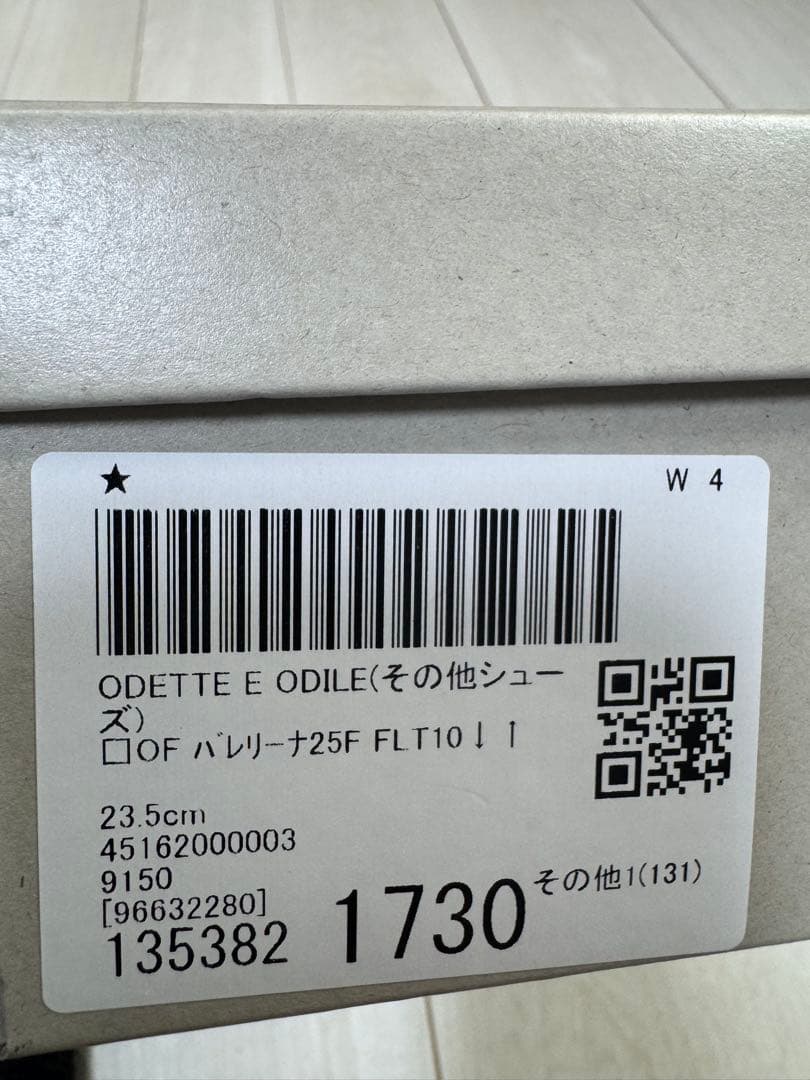 ★ W 4
ODETTE E ODILE(その他シュー
ズ)
□OF バレリーナ25F FLT10↓ ↑
23.5cm
45162000003
9150
[96632280]
135382 1730 その他1(131)